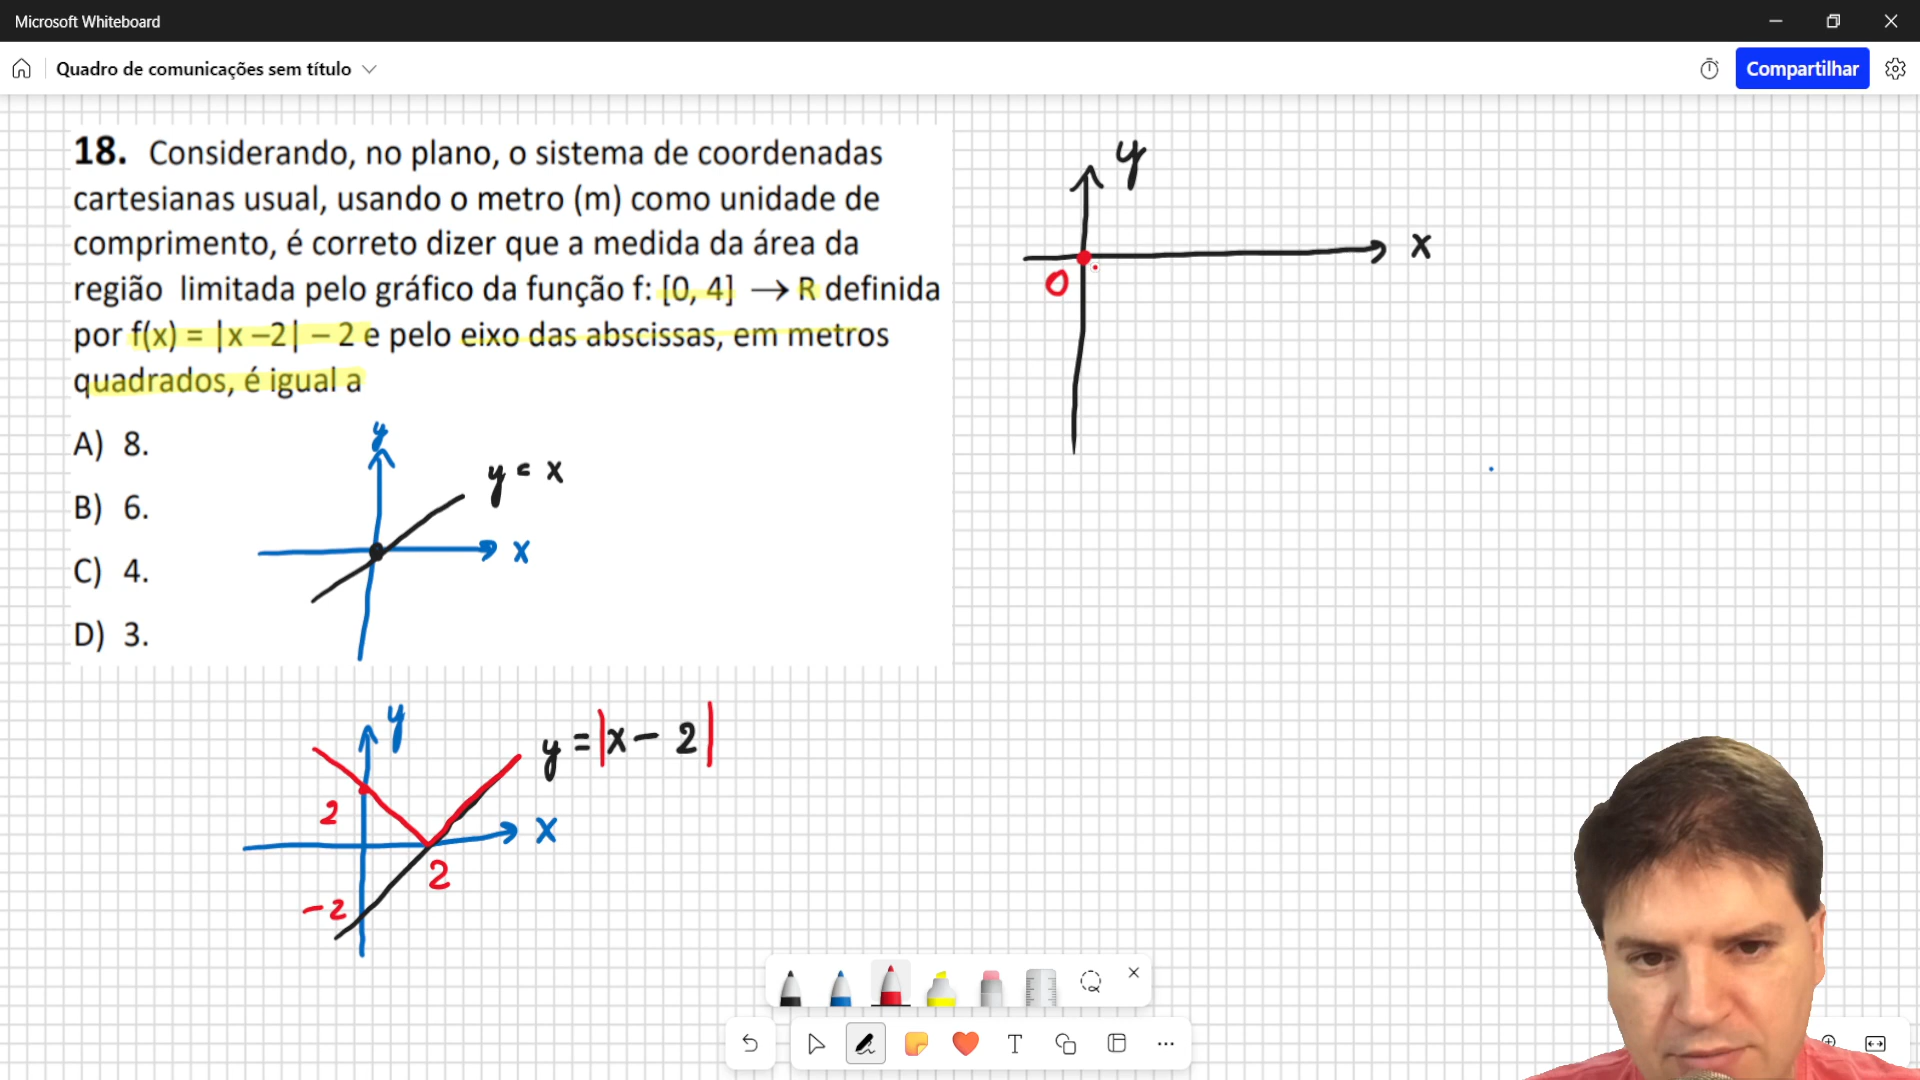 Microsoft Whiteboard
Quadro de comunicações sem título
Compartilhar
18. Considerando, no plano, o sistema de coordenadas
cartesianas usual, usando o metro (m) como unidade de
comprimento, é correto dizer que a medida da área da
região limitada pelo gráfico da função f: [0, 4] → R definida
por f(x) = |x –2| – 2 e pelo eixo das abscissas, em metros
quadrados, é igual a
A) 8.
B) 6.
C) 4.
D) 3.
y
y = x
x
y
y = |x - 2|
2
x
2
-2
y
x
0
T